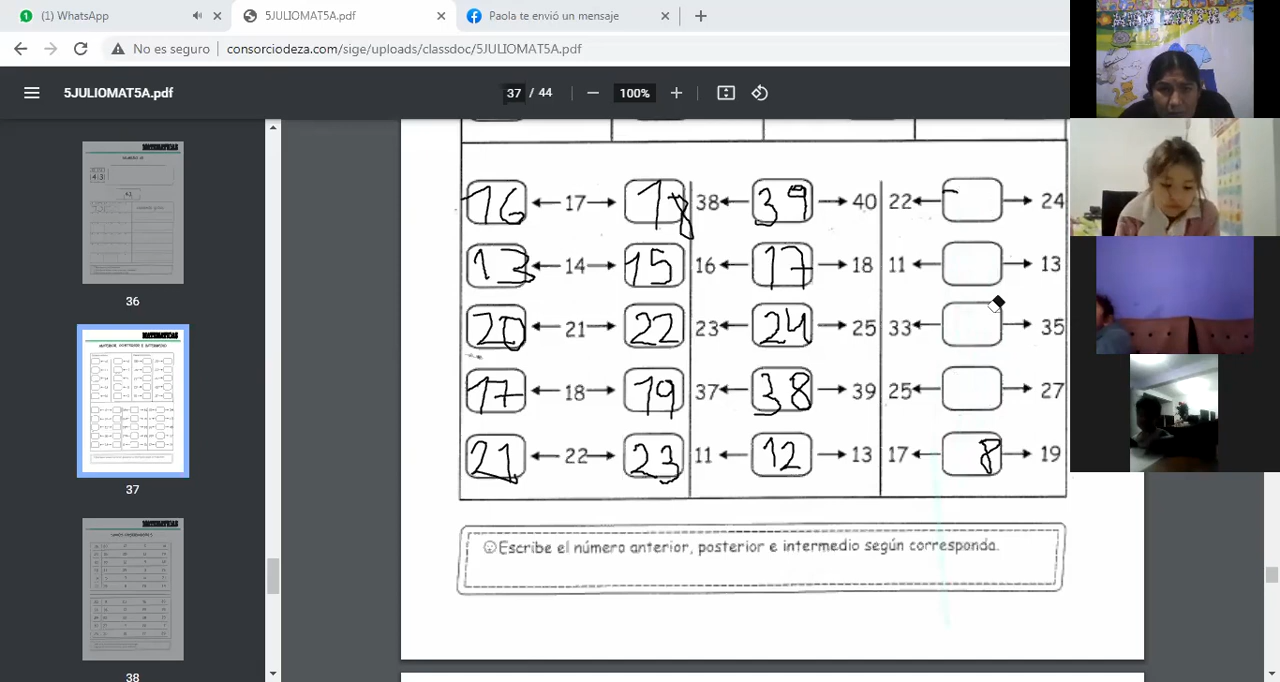 (1) WhatsApp
5JULIOMAT5A.pdf
Paola te envió un mensaje
No es seguro
consorciodeza.com/sige/uploads/classdoc/5JULIOMAT5A.pdf
5JULIOMAT5A.pdf
37 / 44
100%
36
37
38
16 ← 17 → 18
38 ← 39 → 40
22 ← → 24
13 ← 14 → 15
16 ← 17 → 18
11 ← → 13
20 ← 21 → 22
23 ← 24 → 25
33 ← → 35
17 ← 18 → 19
37 ← 38 → 39
25 ← → 27
21 ← 22 → 23
11 ← 12 → 13
17 ← 8 → 19
Escribe el número anterior, posterior e intermedio según corresponda.